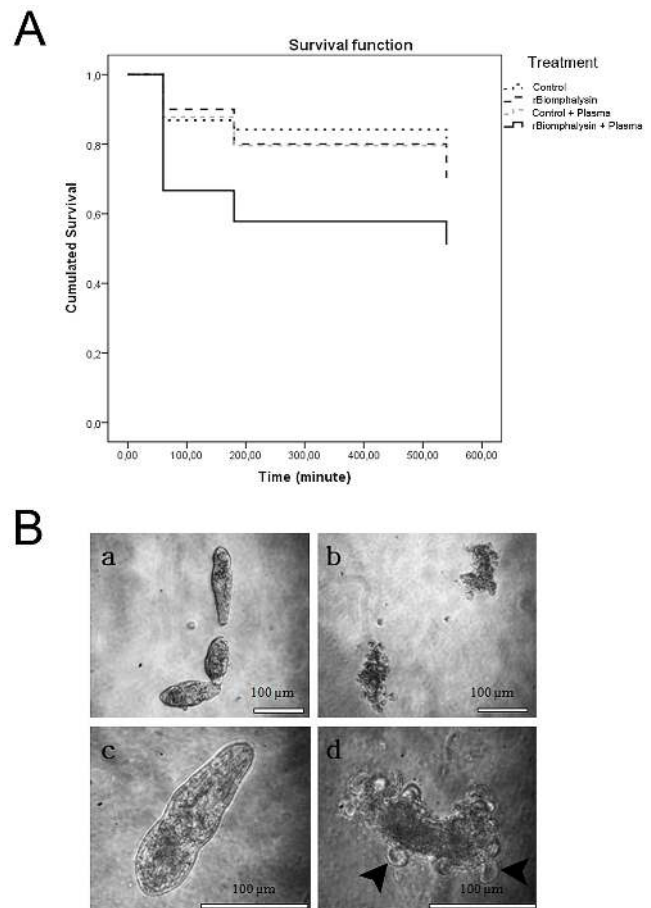 A
Survival function
Treatment
Control
rBiomphalysin
Control + Plasma
rBiomphalysin + Plasma
Cumulated Survival
1,0
0,8
0,6
0,4
0,2
0,0
0,00
100,00
200,00
300,00
400,00
500,00
600,00
Time (minute)
B
a
100 µm
b
100 µm
c
100 µm
d
100 µm